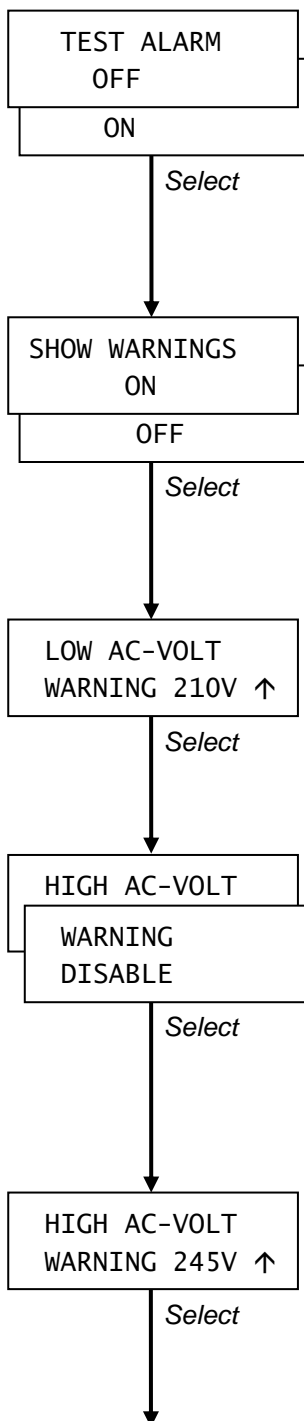 TEST ALARM
OFF
ON
Select
SHOW WARNINGS
ON
OFF
Select
LOW AC-VOLT
WARNING 210V ↑
Select
HIGH AC-VOLT
WARNING
DISABLE
Select
HIGH AC-VOLT
WARNING 245V ↑
Select